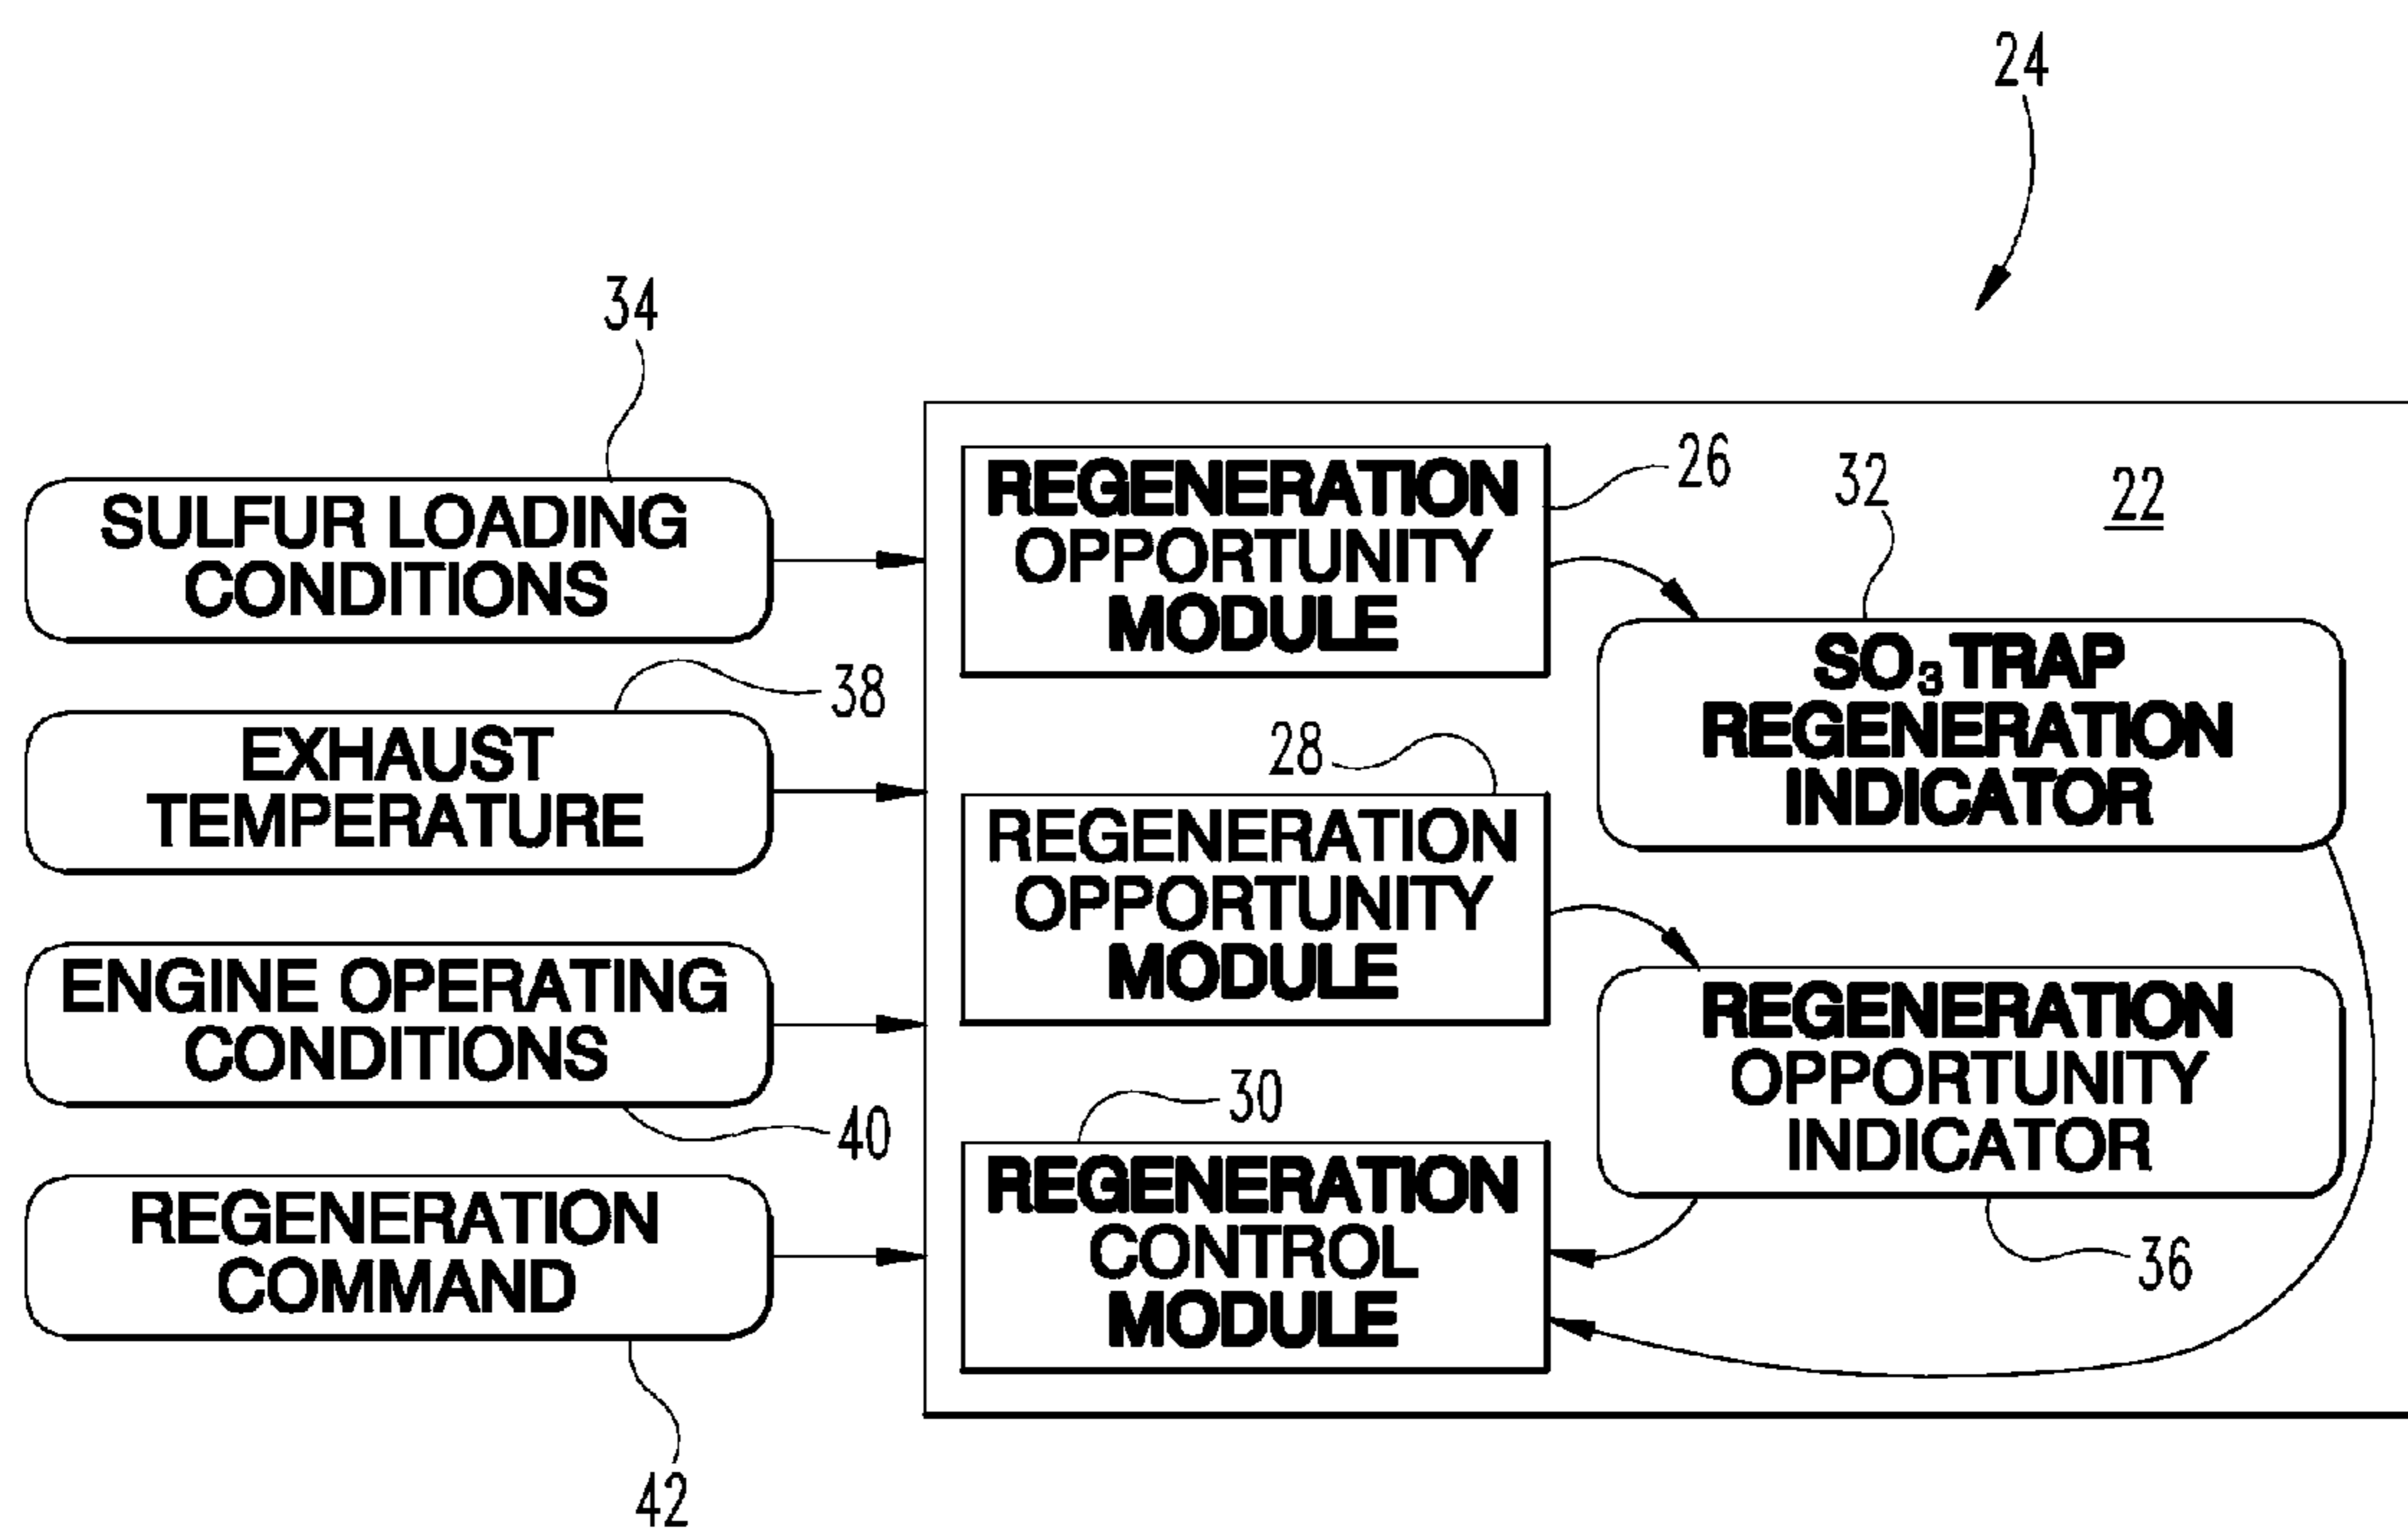 24
34
SULFUR LOADING
CONDITIONS
38
EXHAUST
TEMPERATURE
ENGINE OPERATING
CONDITIONS
40
REGENERATION
COMMAND
42
REGENERATION
OPPORTUNITY
MODULE
26
28
REGENERATION
OPPORTUNITY
MODULE
30
REGENERATION
CONTROL
MODULE
32
22
SO₃ TRAP
REGENERATION
INDICATOR
REGENERATION
OPPORTUNITY
INDICATOR
36